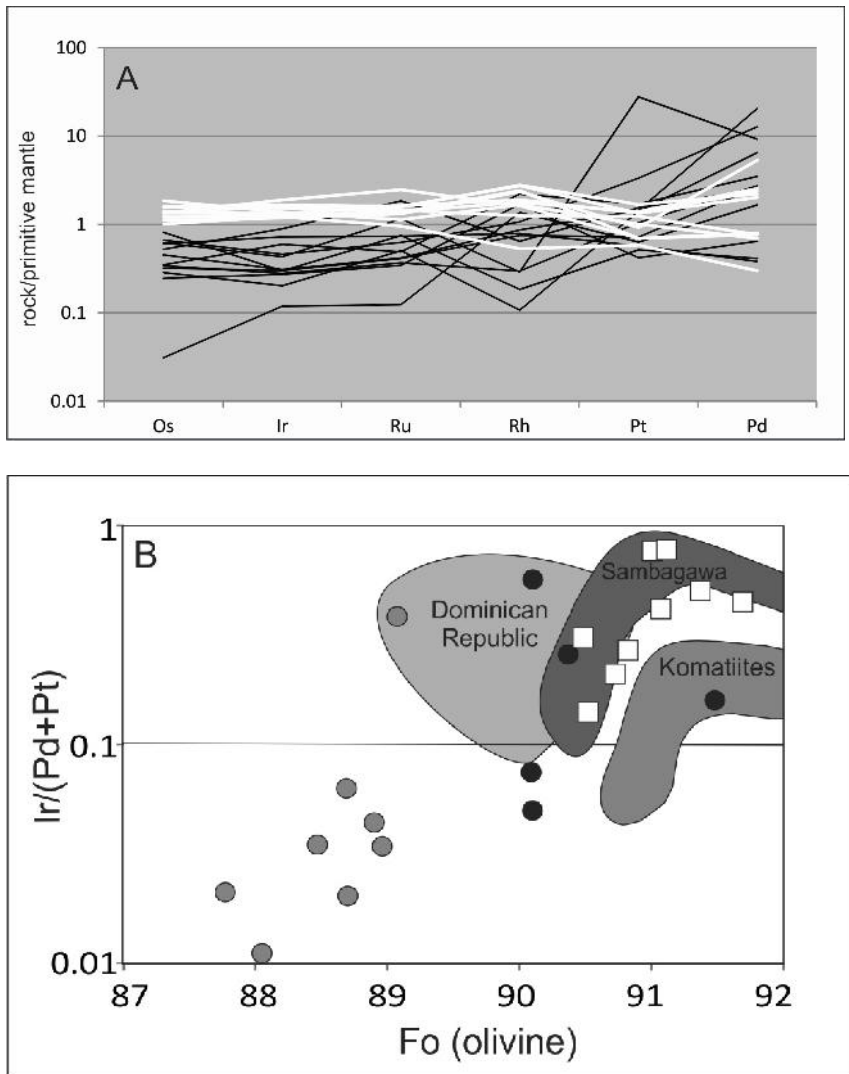 A
rock/primitive mantle
100
10
1
0.1
0.01
Os Ir Ru Rh Pt Pd
B
Ir/(Pd+Pt)
1
0.1
0.01
Sambagawa
Dominican
Republic
Komatiites
87 88 89 90 91 92
Fo (olivine)